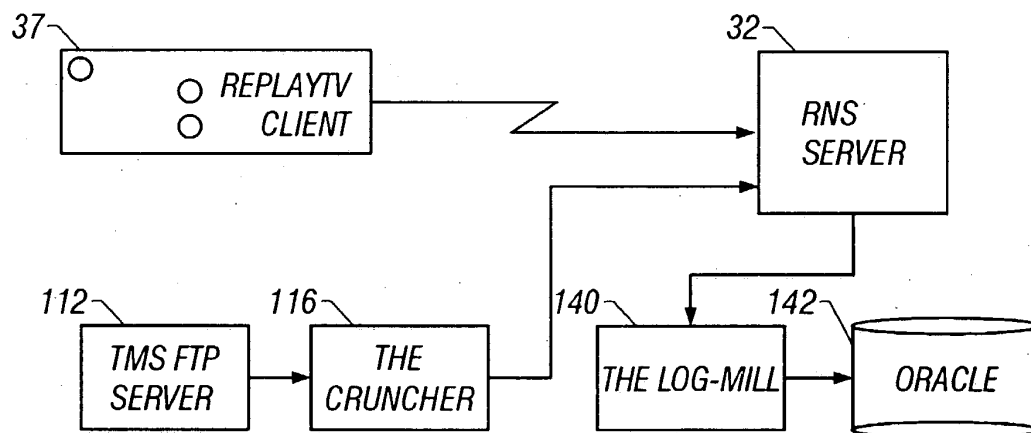 37
REPLAYTV
CLIENT
32
RNS
SERVER
112
TMS FTP
SERVER
116
THE
CRUNCHER
140
THE LOG-MILL
142
ORACLE